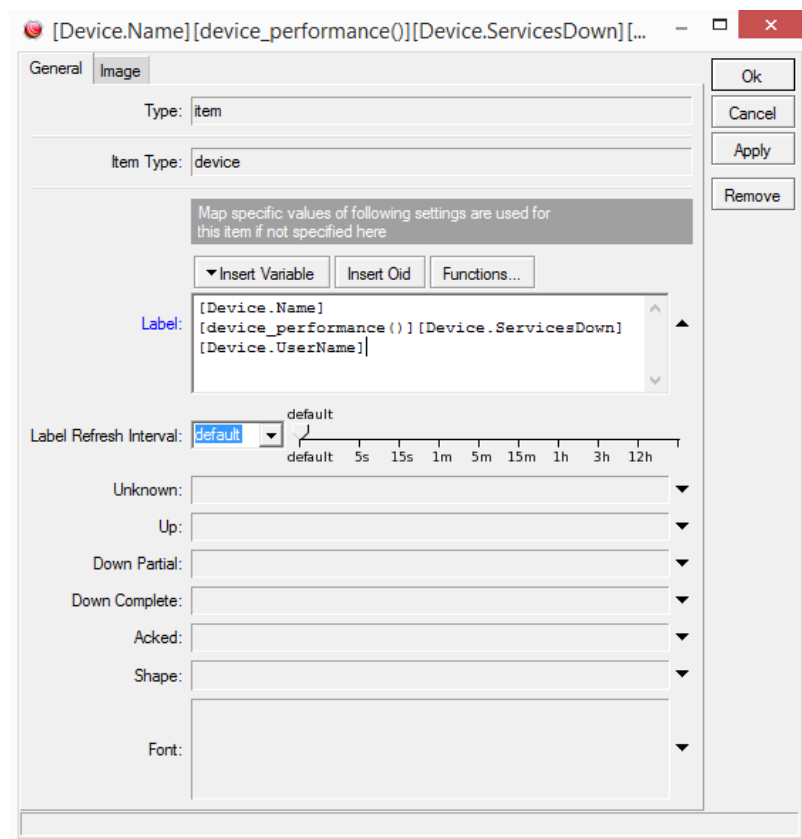 [Device.Name][device_performance()][Device.ServicesDown][...
General Image
Ok
Type: item
Cancel
Apply
Item Type: device
Remove
Map specific values of following settings are used for
this item if not specified here
Insert Variable Insert Oid Functions...
Label: [Device.Name]
[device_performance()][Device.ServicesDown]
[Device.UserName]
default
Label Refresh Interval: default
default 5s 15s 1m 5m 15m 1h 3h 12h
Unknown:
Up:
Down Partial:
Down Complete:
Acked:
Shape:
Font: